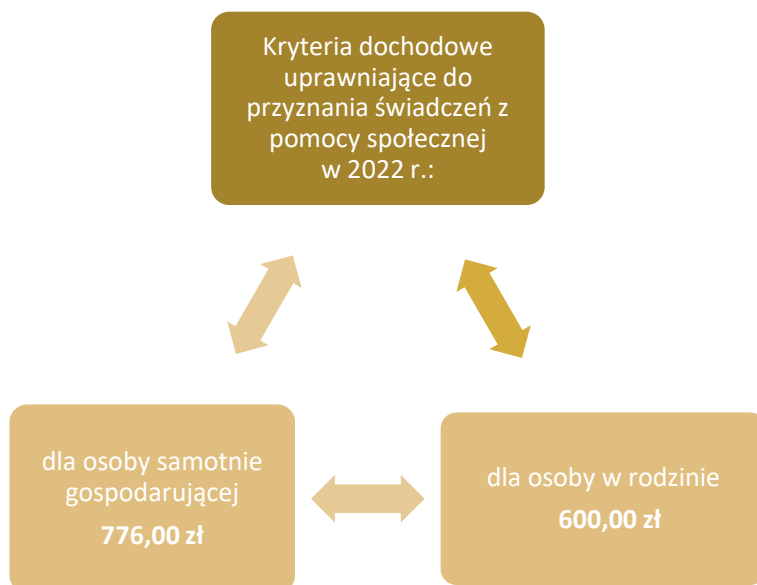 Kryteria dochodowe
uprawniające do
przyznania świadczeń z
pomocy społecznej
w 2022 r.:
dla osoby samotnie
gospodarującej
776,00 zł
dla osoby w rodzinie
600,00 zł